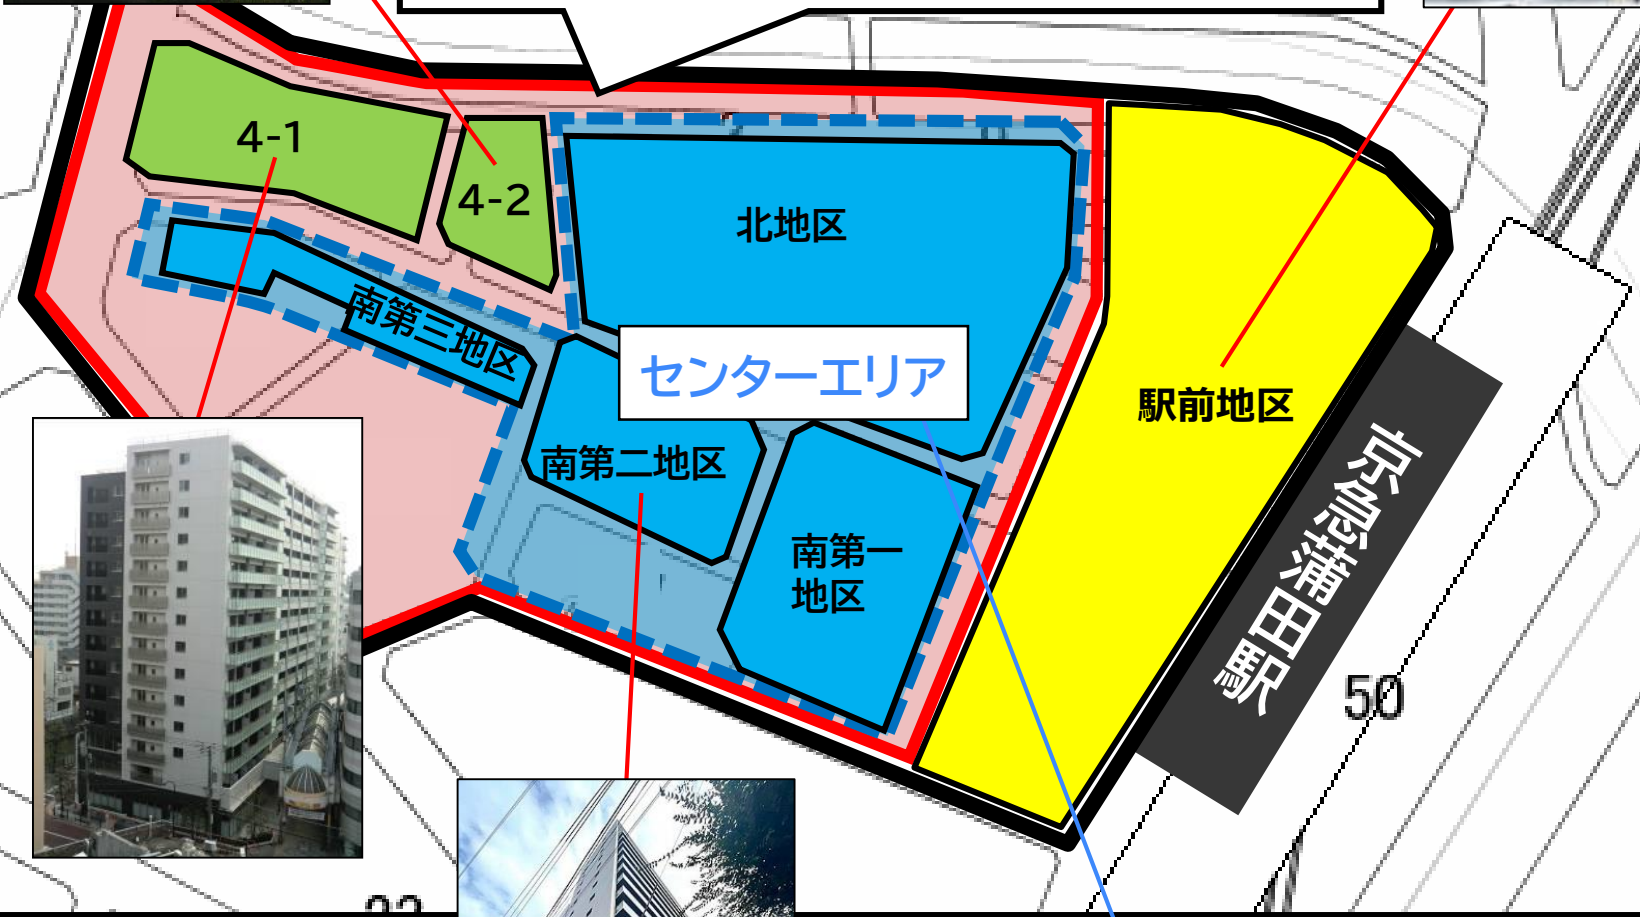 4-1
4-2
北地区
南第三地区
センターエリア
駅前地区
南第二地区
南第一
地区
京急蒲田駅
50